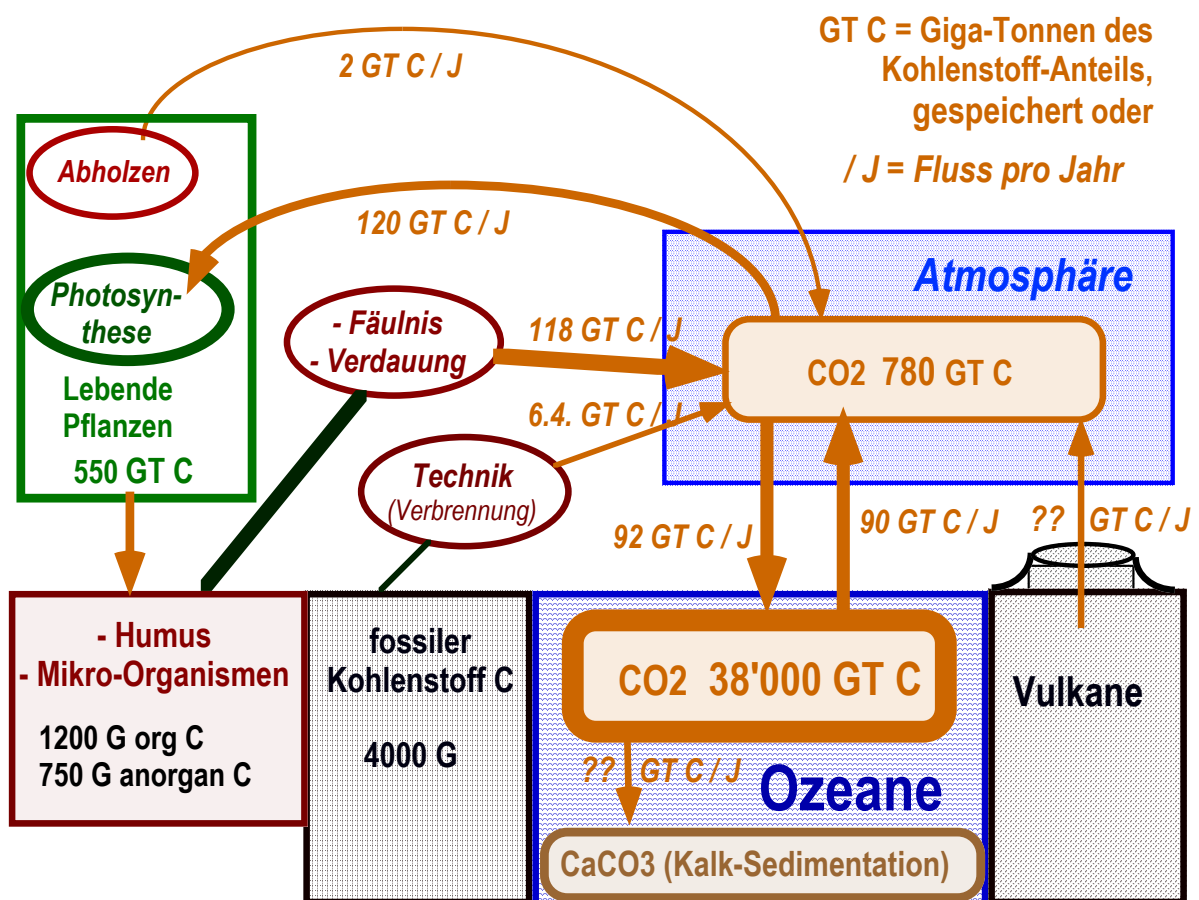 GT C = Giga-Tonnen des
Kohlenstoff-Anteils,
gespeichert oder
/ J = Fluss pro Jahr
2 GT C / J
Abholzen
120 GT C / J
Photosyn-
these
Lebende
Pflanzen
550 GT C
- Fäulnis
- Verdauung
118 GT C / J
Atmosphäre
CO2 780 GT C
6.4. GT C / J
Technik
(Verbrennung)
92 GT C / J
90 GT C / J
?? GT C / J
- Humus
- Mikro-Organismen
1200 G org C
750 G anorgan C
fossiler
Kohlenstoff C
4000 G
CO2 38'000 GT C
?? GT C / J
Ozeane
CaCO3 (Kalk-Sedimentation)
Vulkane